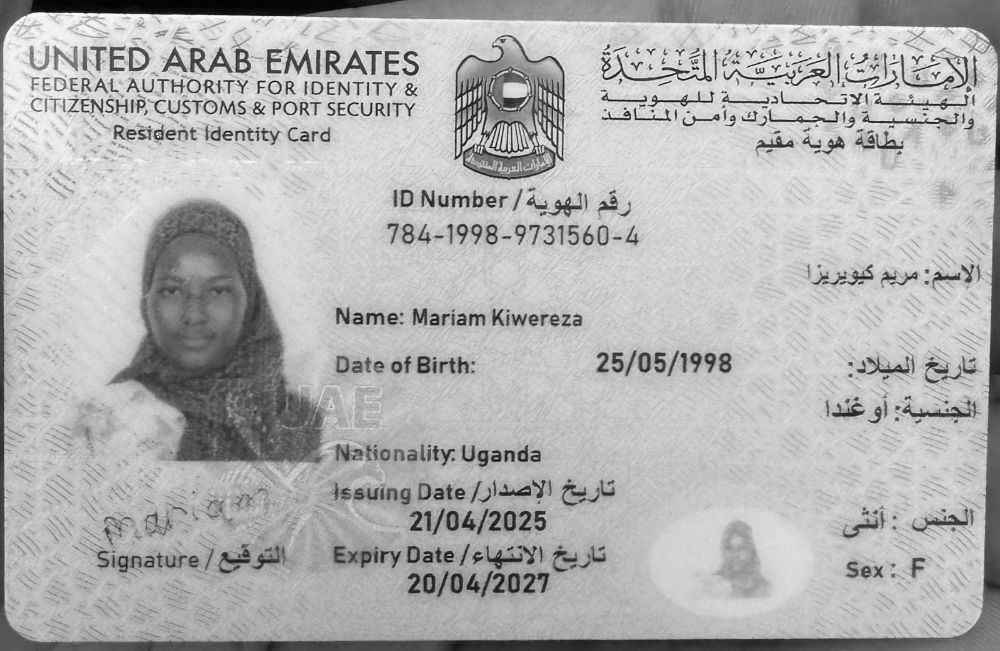 UNITED ARAB EMIRATES
FEDERAL AUTHORITY FOR IDENTITY &
CITIZENSHIP, CUSTOMS & PORT SECURITY
Resident Identity Card
الإمارات العربية المتحدة
الهيئة الاتحادية للهوية
والجنسية والجمارك وأمن المنافذ
بطاقة هوية مقيم
الإمارات العربية المتحدة
ID Number / رقم الهوية
784-1998-9731560-4
الاسم: مريم كيويريزا
Name: Mariam Kiwereza
Date of Birth: 25/05/1998 تاريخ الميلاد:
الجنسية: أوغندا
UAE
Nationality: Uganda
Issuing Date / تاريخ الإصدار
21/04/2025
Expiry Date / تاريخ الانتهاء
20/04/2027
mariam
Signature / التوقيع
الجنس : أنثى
Sex : F